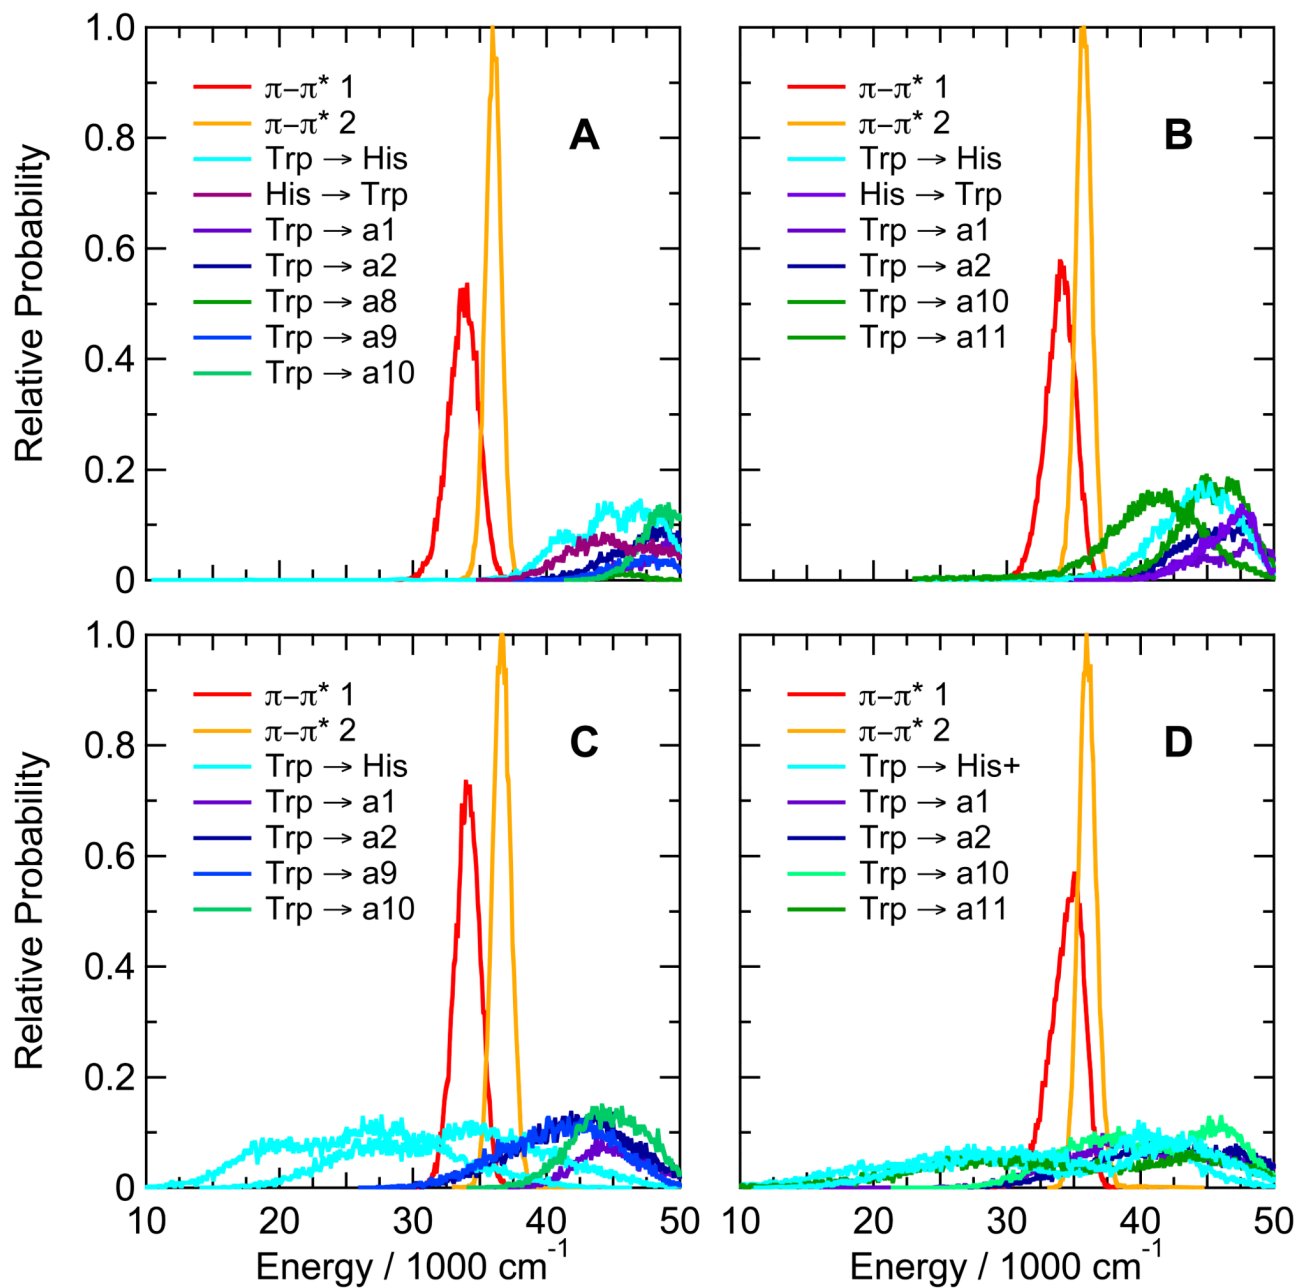 Relative Probability
1.0
0.8
0.6
0.4
0.2
0
π−π* 1
π−π* 2
Trp → His
His → Trp
Trp → a1
Trp → a2
Trp → a8
Trp → a9
Trp → a10
A
π−π* 1
π−π* 2
Trp → His
His → Trp
Trp → a1
Trp → a2
Trp → a10
Trp → a11
B
Relative Probability
1.0
0.8
0.6
0.4
0.2
0
π−π* 1
π−π* 2
Trp → His
Trp → a1
Trp → a2
Trp → a9
Trp → a10
C
10 30 40 50
Energy / 1000 cm⁻¹
π−π* 1
π−π* 2
Trp → His+
Trp → a1
Trp → a2
Trp → a10
Trp → a11
D
10 30 40 50
Energy / 1000 cm⁻¹